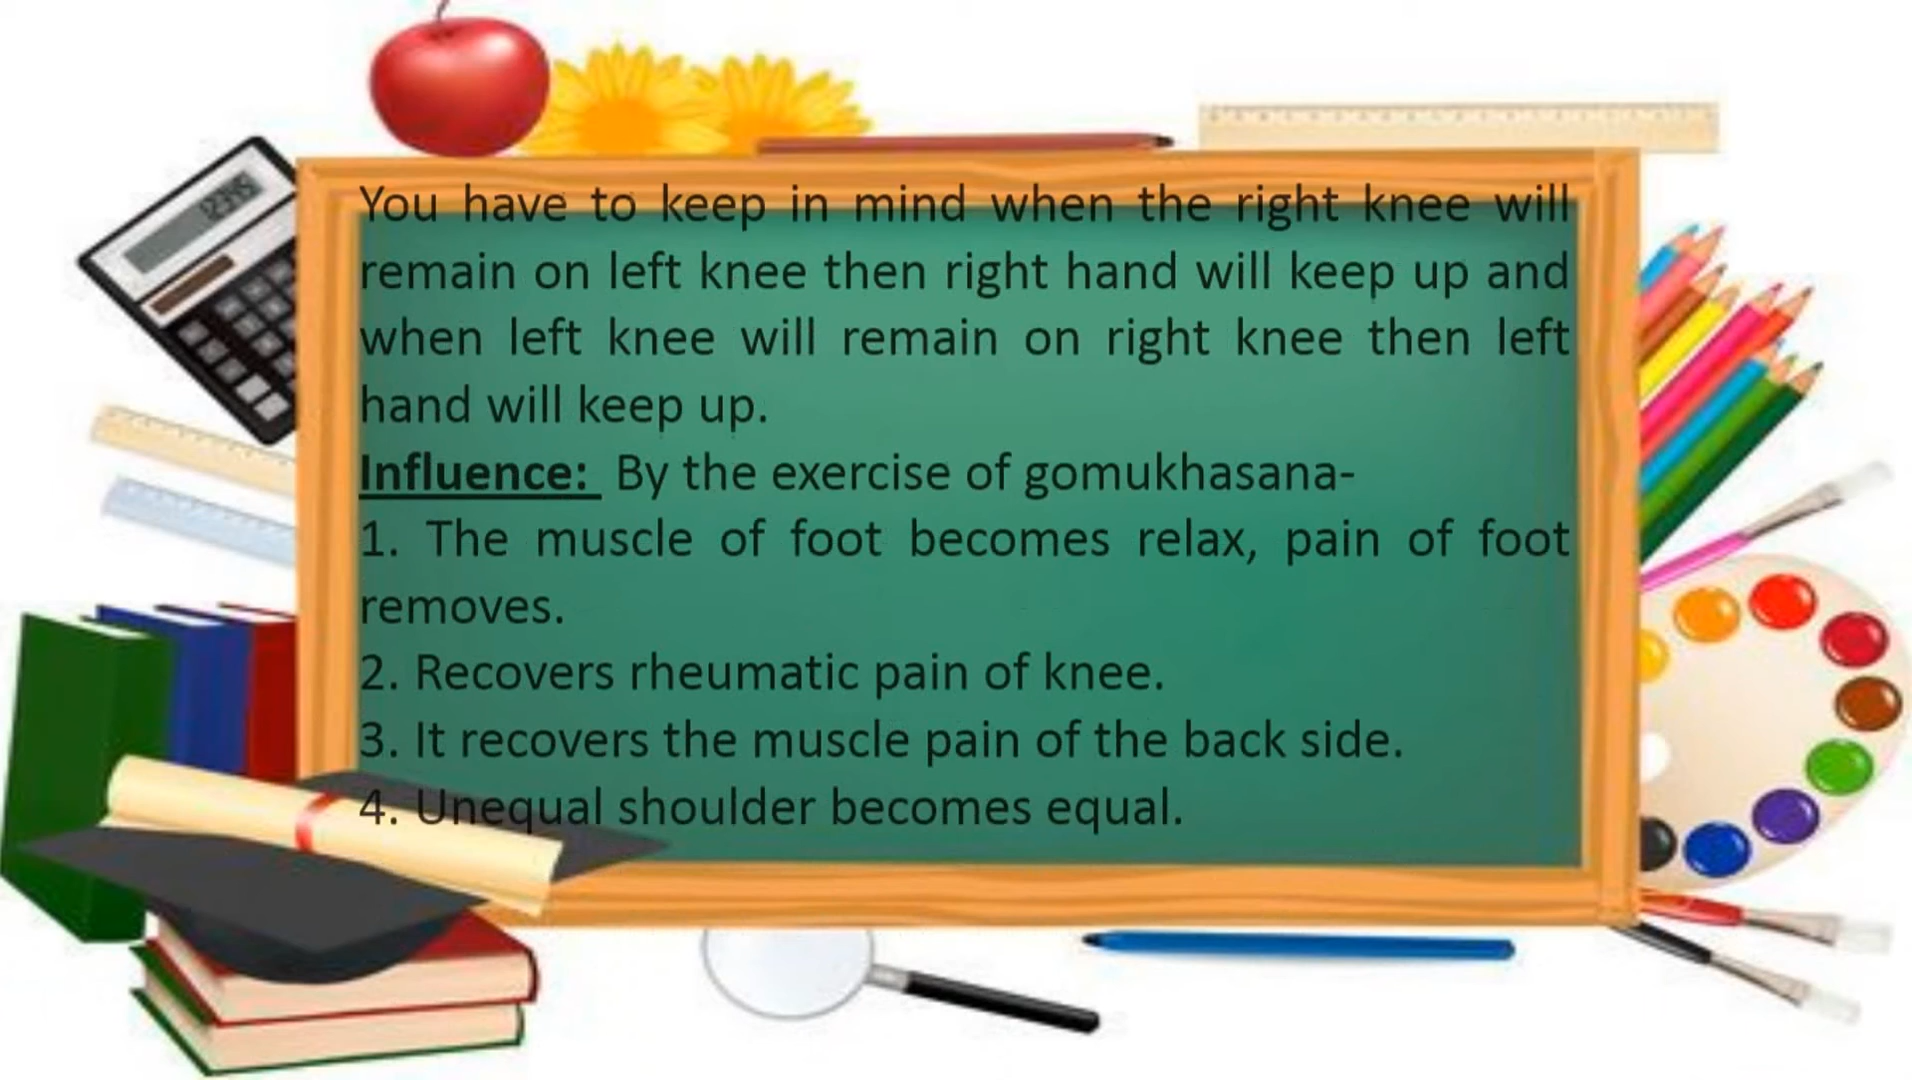 You have to keep in mind when the right knee will
remain on left knee then right hand will keep up and
when left knee will remain on right knee then left
hand will keep up.
Influence: By the exercise of gomukhasana-
1. The muscle of foot becomes relax, pain of foot
removes.
2. Recovers rheumatic pain of knee.
3. It recovers the muscle pain of the back side.
4. Unequal shoulder becomes equal.